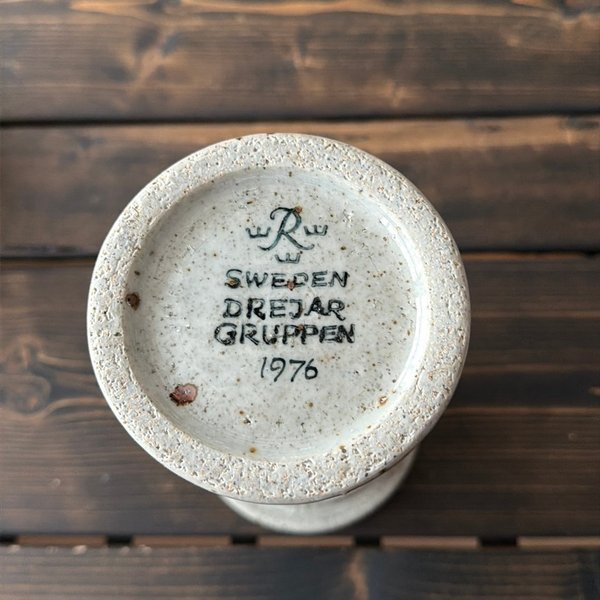 R
SWEDEN
DREJAR
GRUPPEN
1976